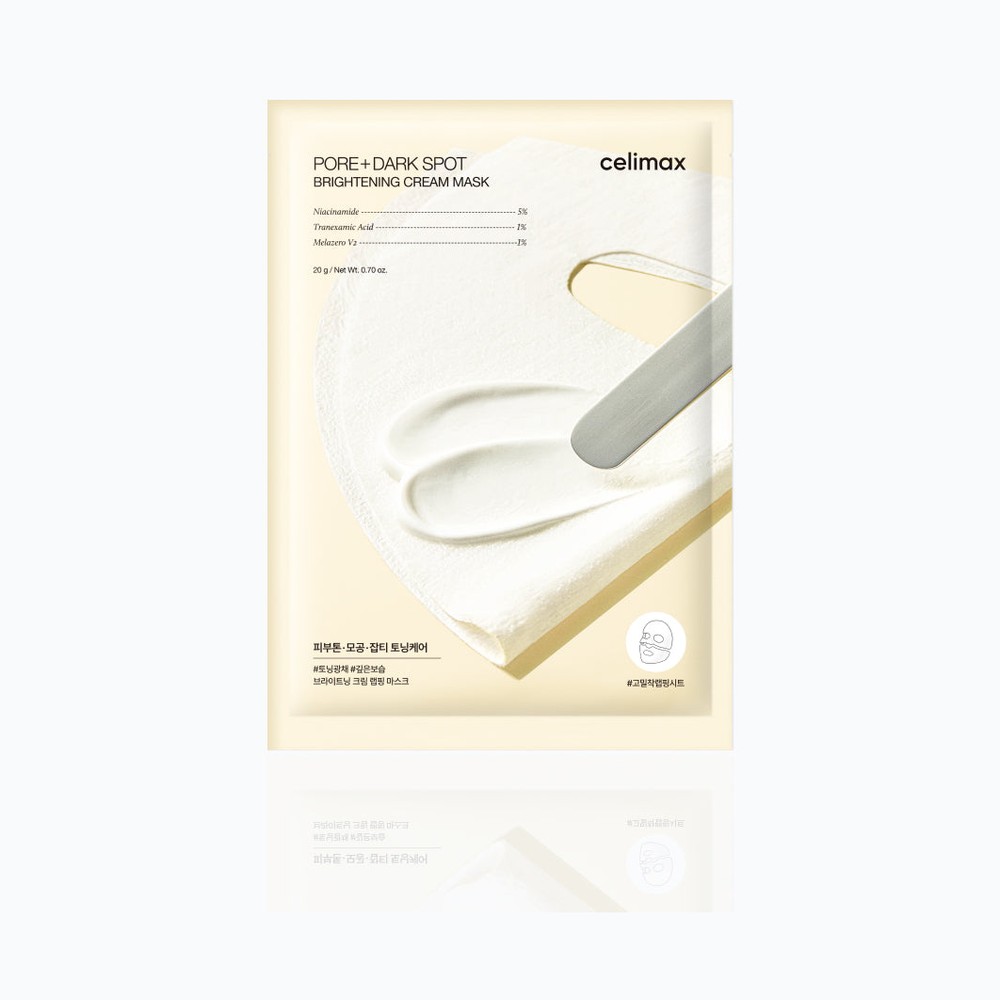 PORE+DARK SPOT
BRIGHTENING CREAM MASK
celimax
Niacinamide ---------------------------------------------------- 5%
Tranexamic Acid ----------------------------------------------- 1%
Melazero V2 -----------------------------------------------------1%
20 g / Net Wt. 0.70 oz.
피부톤·모공·잡티 토닝케어
#토닝광채 #깊은보습
브라이트닝 크림 랩핑 마스크
#고밀착랩핑시트